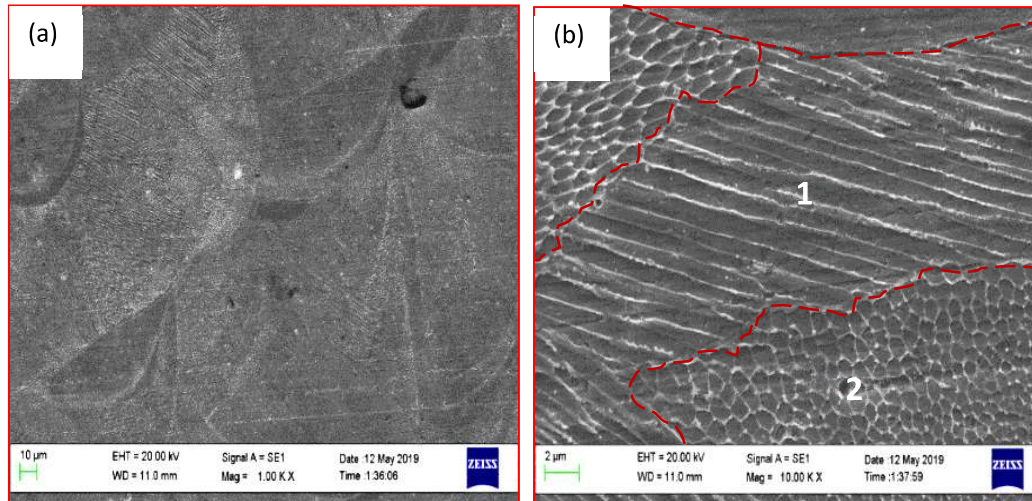 (a)
10 µm
EHT = 20.00 kV
Signal A = SE1
Date :12 May 2019
WD = 11.0 mm
Mag = 1.00 K X
Time :1:36:06
ZEISS
(b)
1
2
2 µm
EHT = 20.00 kV
Signal A = SE1
Date :12 May 2019
WD = 11.0 mm
Mag = 10.00 K X
Time :1:37:59
ZEISS